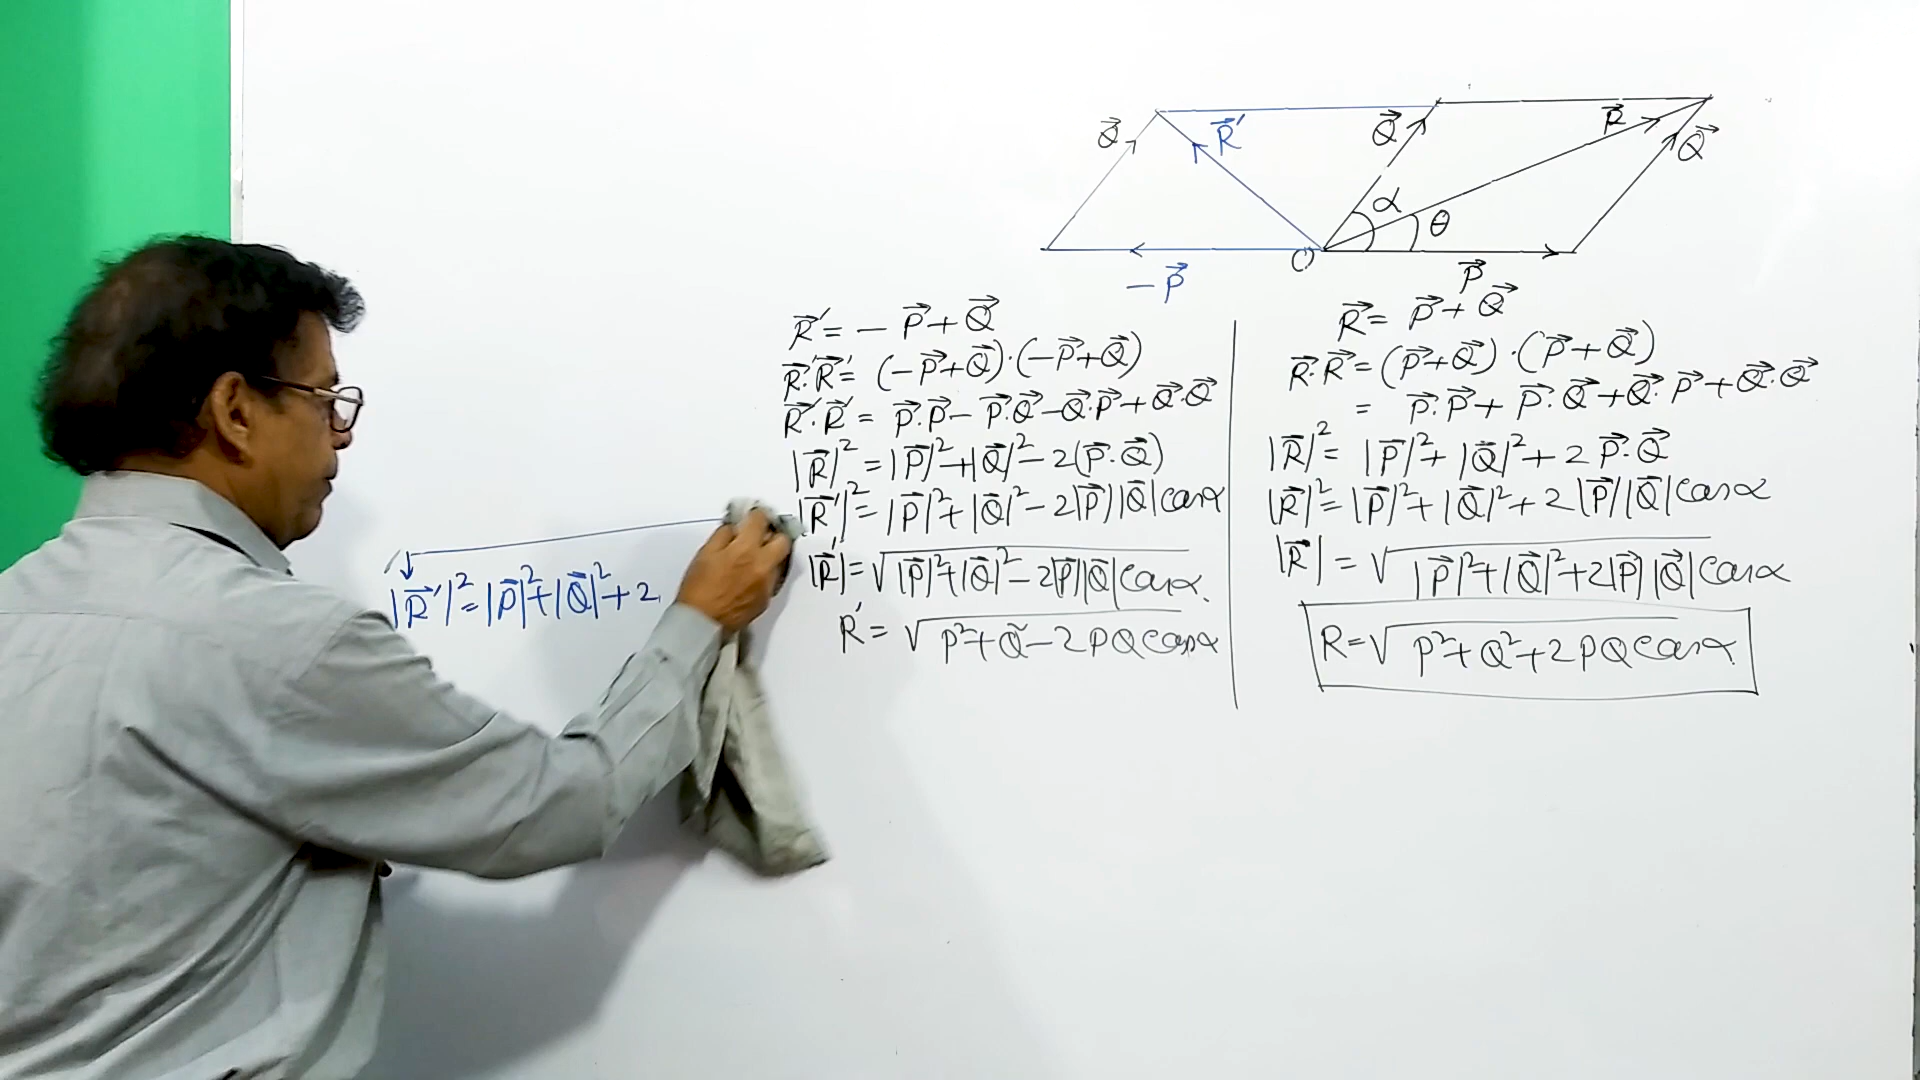 Q⃗ R⃗′ Q⃗ R⃗ Q⃗
α θ
O
−P⃗ P⃗
R⃗′ = − P⃗ + Q⃗
R⃗′.R⃗′ = (−P⃗+Q⃗)·(−P⃗+Q⃗)
R⃗′.R⃗′ = P⃗.P⃗ − P⃗.Q⃗ − Q⃗.P⃗ + Q⃗.Q⃗
|R⃗|² = |P⃗|² + |Q⃗|² − 2(P⃗.Q⃗)
|R⃗′|² = |P⃗|² + |Q⃗|² − 2|P⃗||Q⃗|cosα
|R⃗′| = √|P⃗|²+|Q⃗|²−2|P⃗||Q⃗|cosα.
R′ = √P²+Q²−2PQcosα
R⃗ = P⃗ + Q⃗
R⃗.R⃗ = (P⃗+Q⃗)·(P⃗+Q⃗)
= P⃗.P⃗ + P⃗.Q⃗ + Q⃗.P⃗ + Q⃗.Q⃗
|R⃗|² = |P⃗|² + |Q⃗|² + 2 P⃗.Q⃗
|R⃗|² = |P⃗|² + |Q⃗|² + 2|P⃗||Q⃗|cosα
|R⃗| = √|P⃗|²+|Q⃗|²+2|P⃗||Q⃗|cosα
R = √P²+Q²+2PQcosα
|R⃗′|² = |P⃗|²+|Q⃗|²+2